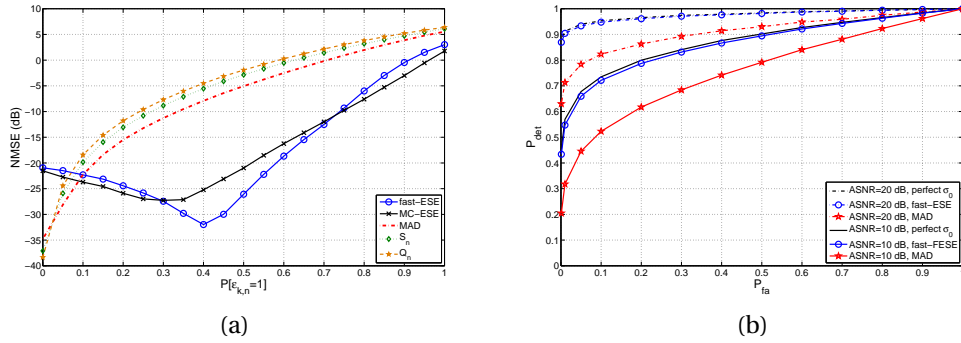 10
5
0
−5
−10
−15
−20
−25
−30
−35
−40
NMSE (dB)
0 0.1 0.2 0.3 0.4 0.5 0.6 0.7 0.8 0.9 1
P[ε_{k,n}=1]
fast−ESE
MC−ESE
MAD
S_n
Q_n
(a)
1
0.9
0.8
0.7
0.6
0.5
0.4
0.3
0.2
0.1
0
P_det
0 0.1 0.2 0.3 0.4 0.5 0.6 0.7 0.8 0.9
P_fa
ASNR=20 dB, perfect σ_0
ASNR=20 dB, fast−ESE
ASNR=20 dB, MAD
ASNR=10 dB, perfect σ_0
ASNR=10 dB, fast−FESE
ASNR=10 dB, MAD
(b)